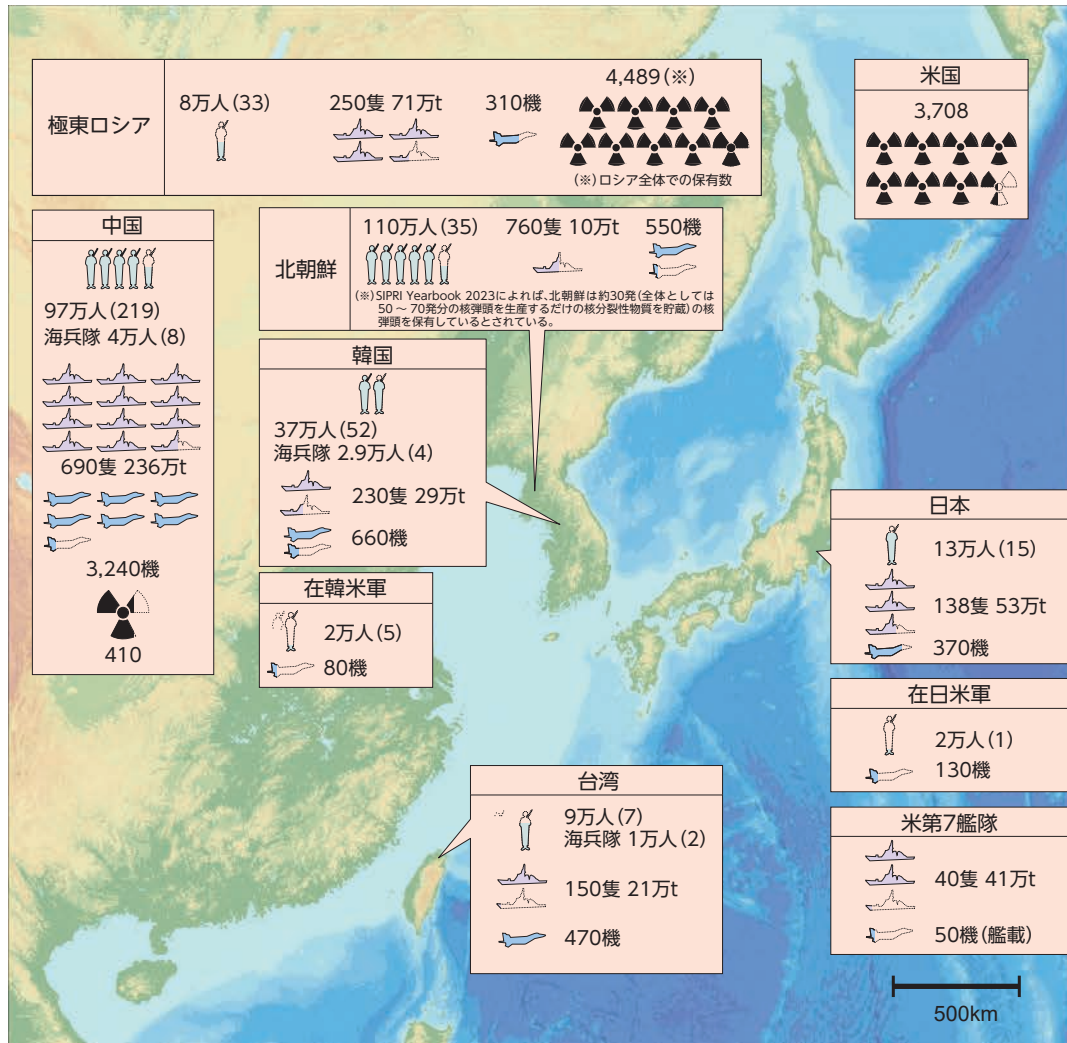 極東ロシア
8万人(33)
250隻 71万t
310機
4,489(※)
(※)ロシア全体での保有数
米国
3,708
中国
97万人(219)
海兵隊 4万人(8)
690隻 236万t
3,240機
410
北朝鮮
110万人(35)
760隻 10万t
550機
(※)SIPRI Yearbook 2023によれば、北朝鮮は約30発(全体としては
50～70発分の核弾頭を生産するだけの核分裂性物質を貯蔵)の核
弾頭を保有しているとされている。
韓国
37万人(52)
海兵隊 2.9万人(4)
230隻 29万t
660機
在韓米軍
2万人(5)
80機
日本
13万人(15)
138隻 53万t
370機
在日米軍
2万人(1)
130機
台湾
9万人(7)
海兵隊 1万人(2)
150隻 21万t
470機
米第7艦隊
40隻 41万t
50機(艦載)
500km